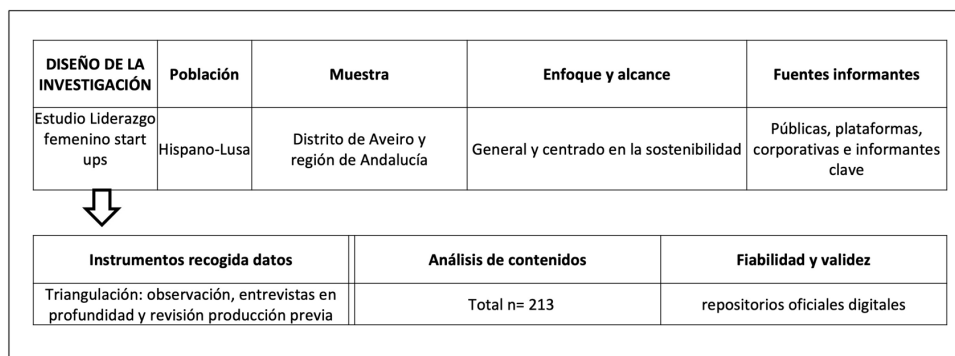 DISEÑO DE LA
INVESTIGACIÓN
Población
Muestra
Enfoque y alcance
Fuentes informantes
Estudio Liderazgo
femenino start
ups
Hispano-Lusa
Distrito de Aveiro y
región de Andalucía
General y centrado en la sostenibilidad
Públicas, plataformas,
corporativas e informantes
clave
Instrumentos recogida datos
Análisis de contenidos
Fiabilidad y validez
Triangulación: observación, entrevistas en
profundidad y revisión producción previa
Total n= 213
repositorios oficiales digitales